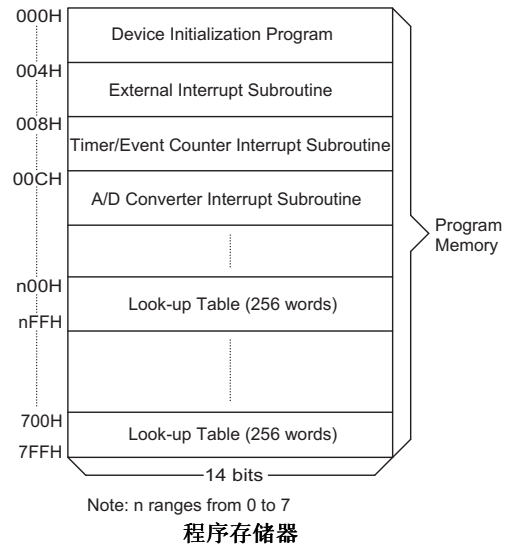 000H
Device Initialization Program
004H
External Interrupt Subroutine
008H
Timer/Event Counter Interrupt Subroutine
00CH
A/D Converter Interrupt Subroutine
Program
Memory
n00H
Look-up Table (256 words)
nFFH
700H
Look-up Table (256 words)
7FFH
14 bits
Note: n ranges from 0 to 7
程序存储器